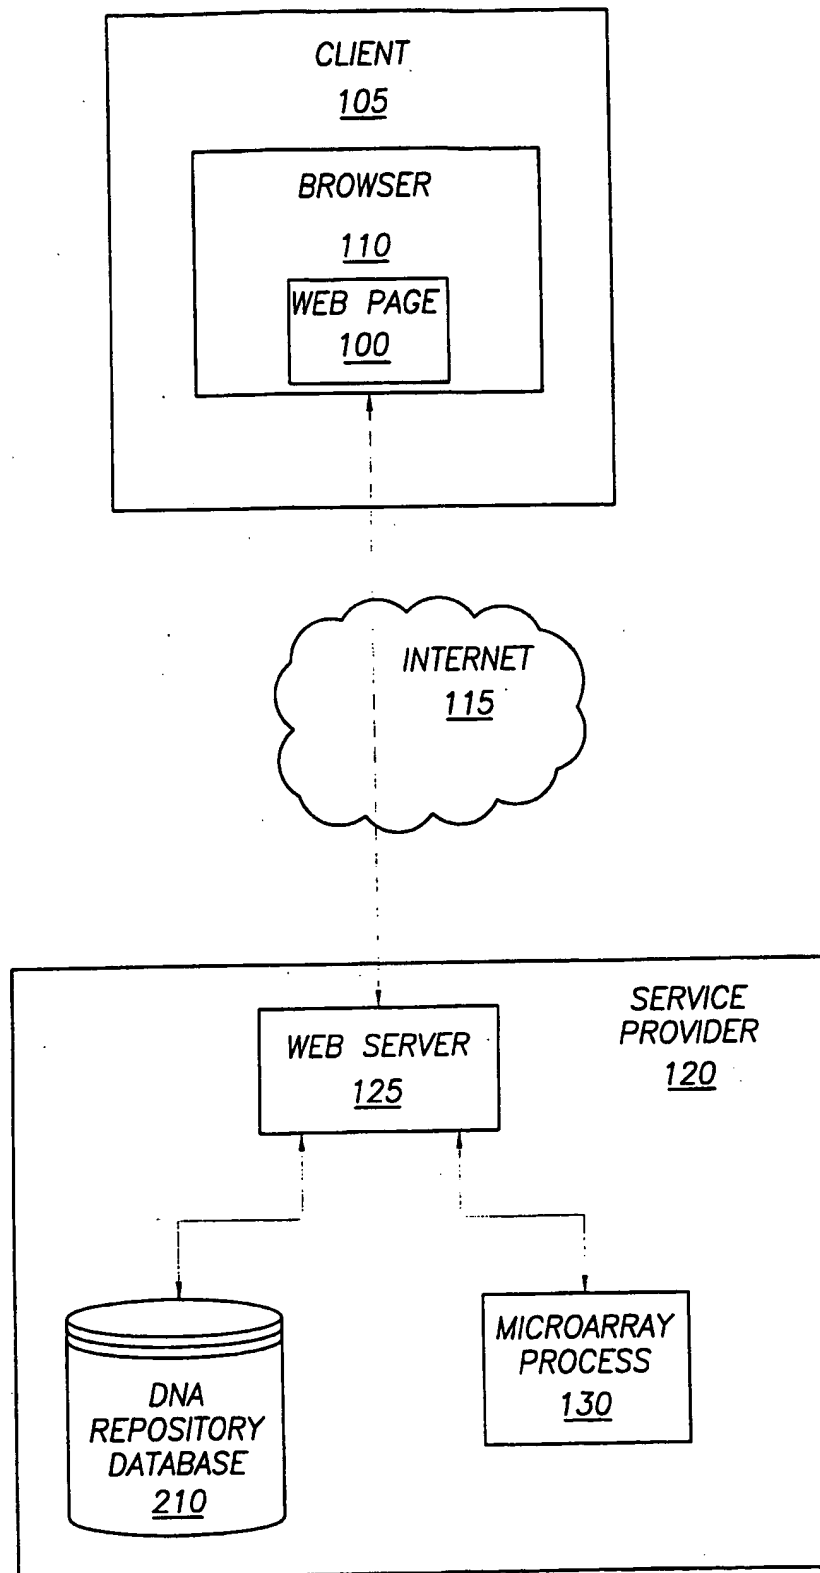 CLIENT
105
BROWSER
110
WEB PAGE
100
INTERNET
115
SERVICE
PROVIDER
120
WEB SERVER
125
DNA
REPOSITORY
DATABASE
210
MICROARRAY
PROCESS
130